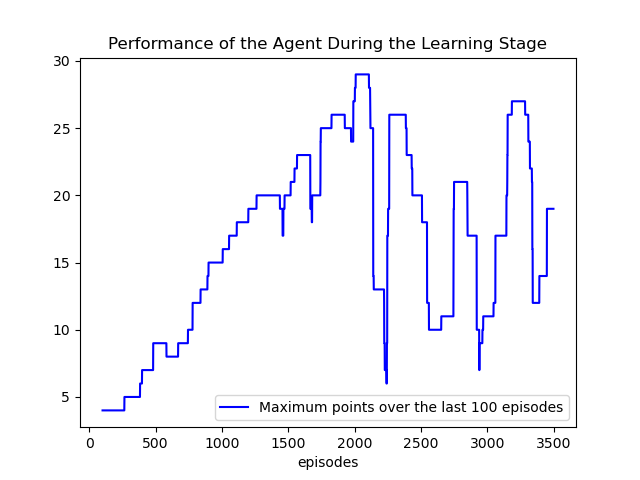 Performance of the Agent During the Learning Stage
30
25
20
15
10
5
Maximum points over the last 100 episodes
0 500 1000 1500 2000 2500 3000 3500
episodes